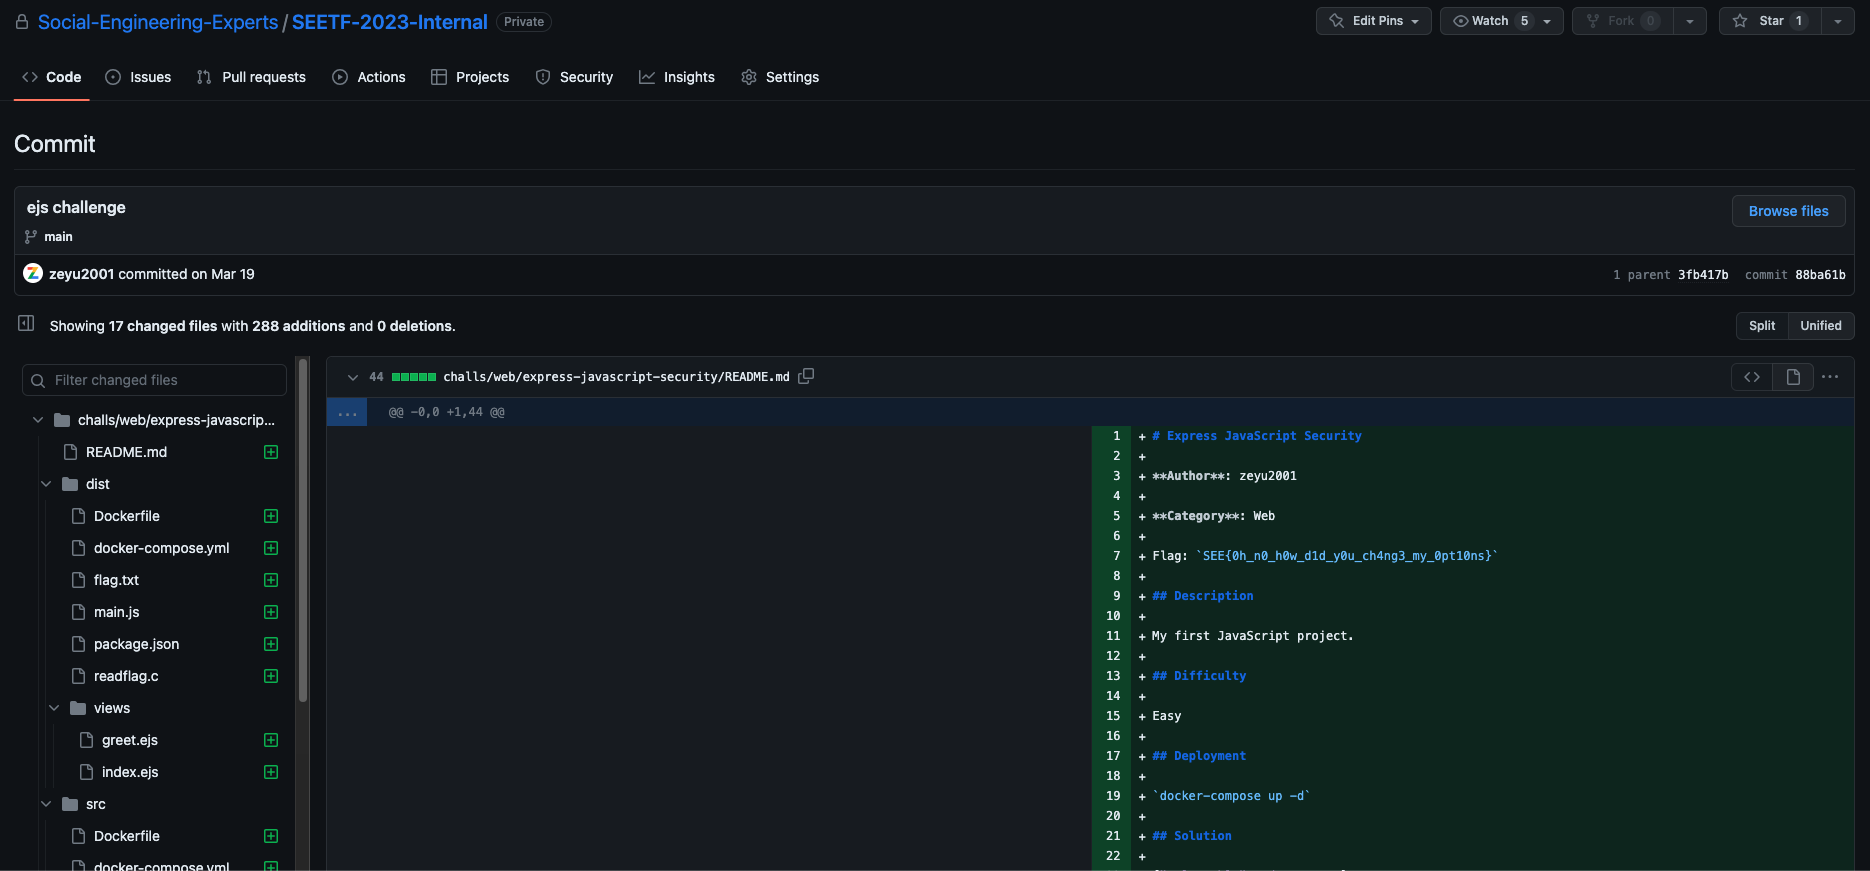 Social-Engineering-Experts / SEETF-2023-Internal Private
Edit Pins Watch 5 Fork 0 Star 1
Code Issues Pull requests Actions Projects Security Insights Settings
Commit
ejs challenge
Browse files
main
zeyu2001 committed on Mar 19
1 parent 3fb417b commit 88ba61b
Showing 17 changed files with 288 additions and 0 deletions.
Split Unified
Filter changed files
challs/web/express-javascrip...
README.md
dist
Dockerfile
docker-compose.yml
flag.txt
main.js
package.json
readflag.c
views
greet.ejs
index.ejs
src
Dockerfile
docker-compose.yml
44 challs/web/express-javascript-security/README.md
... @@ -0,0 +1,44 @@
1 + # Express JavaScript Security
2 +
3 + **Author**: zeyu2001
4 +
5 + **Category**: Web
6 +
7 + Flag: `SEE{0h_n0_h0w_d1d_y0u_ch4ng3_my_0pt10ns}`
8 +
9 + ## Description
10 +
11 + My first JavaScript project.
12 +
13 + ## Difficulty
14 +
15 + Easy
16 +
17 + ## Deployment
18 +
19 + `docker-compose up -d`
20 +
21 + ## Solution
22 +